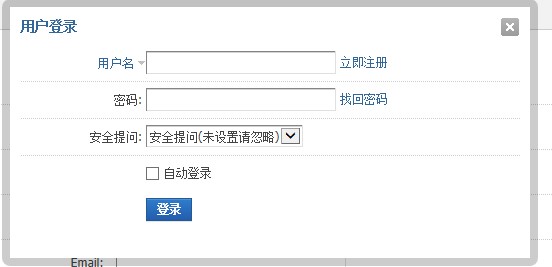 用户登录
用户名 立即注册
密码: 找回密码
安全提问: 安全提问(未设置请忽略)
自动登录
登录
Email: